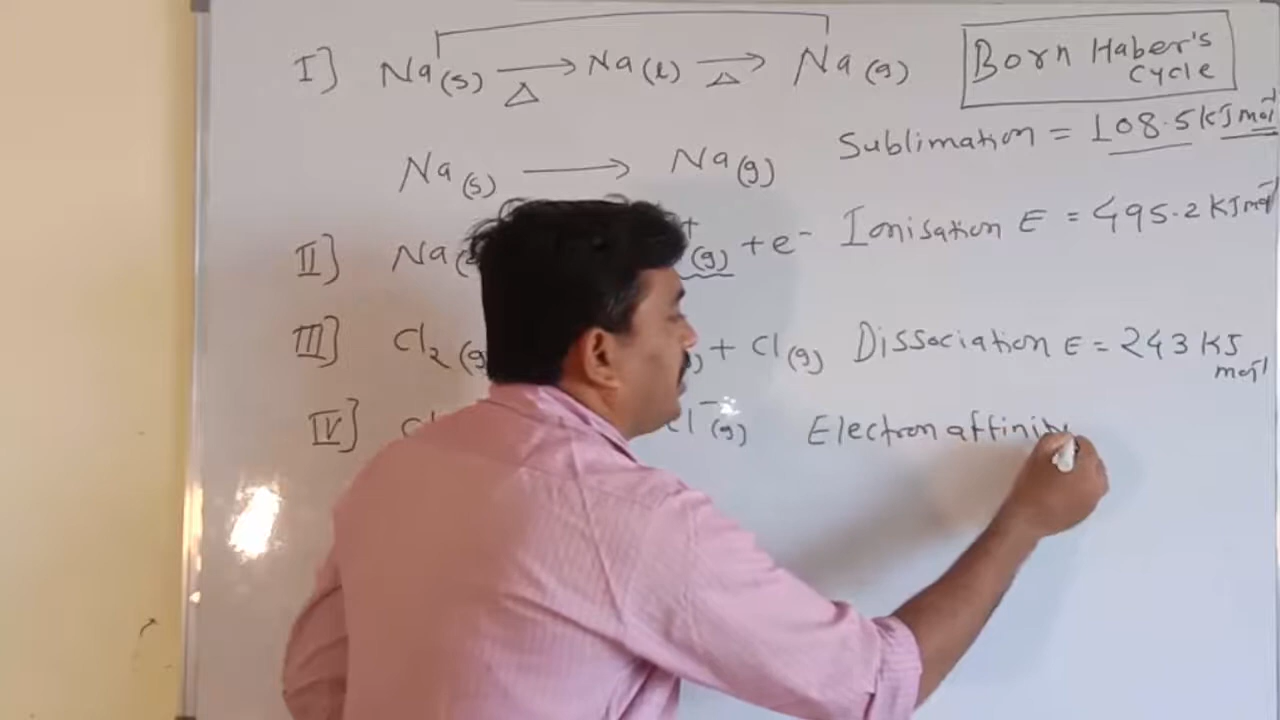 I] Na(s) →Δ Na(l) →Δ Na(g)
Born Haber's
cycle
Na(s) → Na(g) Sublimation = 108.5 kJ mol⁻¹
II] Na (g) + e⁻ Ionisation E = 495.2 KJ mol⁻¹
III] Cl₂ (g + Cl(g) Dissociation E = 243 KJ
mol⁻¹
IV] Cl⁻(g) Electron affinity